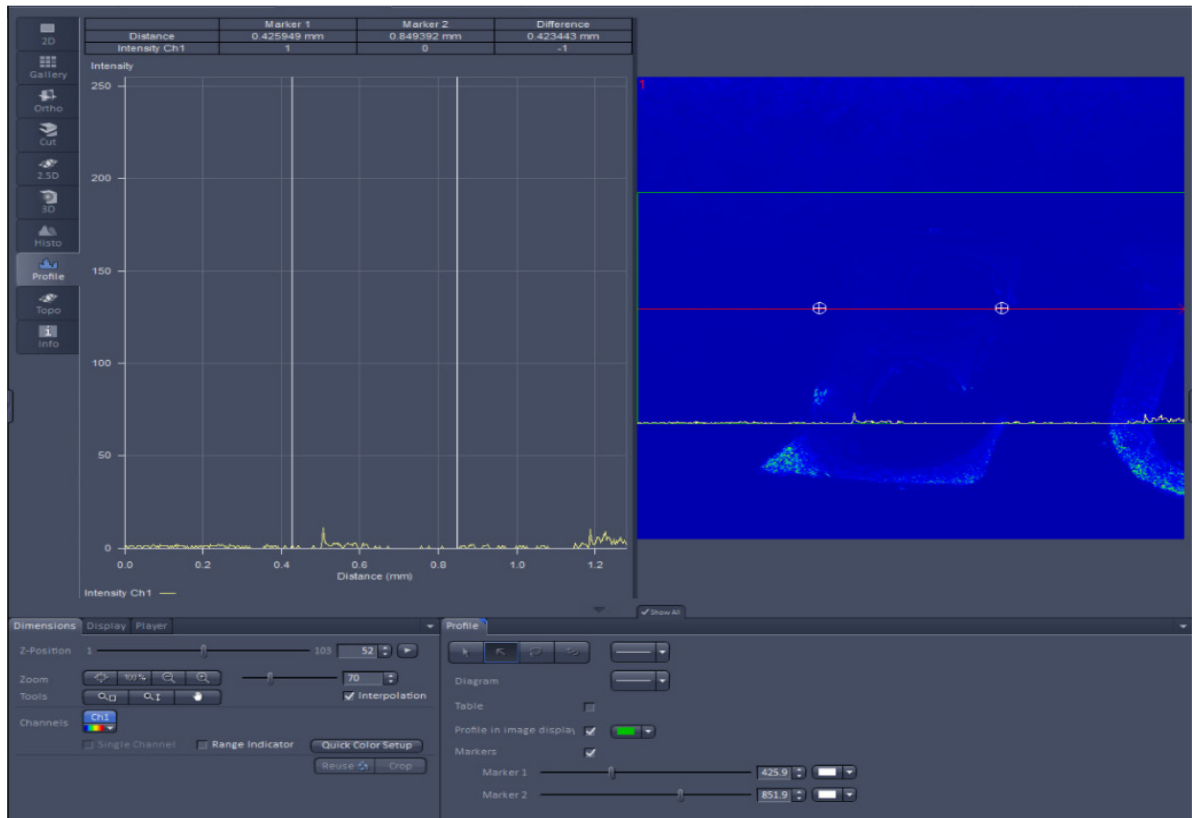 Marker 1 Marker 2 Difference
Distance 0.425949 mm 0.849392 mm 0.423443 mm
Intensity Ch1 1 0 -1
2D
Gallery
Ortho
Cut
2.5D
3D
Histo
Profile
Topo
Info
Intensity
250
200
150
100
50
0
0.0 0.2 0.4 0.6 0.8 1.0 1.2
Distance (mm)
Intensity Ch1
1
Show All
Dimensions Display Player
Z-Position 1 103 52
Zoom 100% 70
Tools Interpolation
Channels Ch1
Single Channel Range Indicator Quick Color Setup
Reuse Crop
Profile
Diagram
Table
Profile in image display
Markers
Marker 1 425.9
Marker 2 851.9